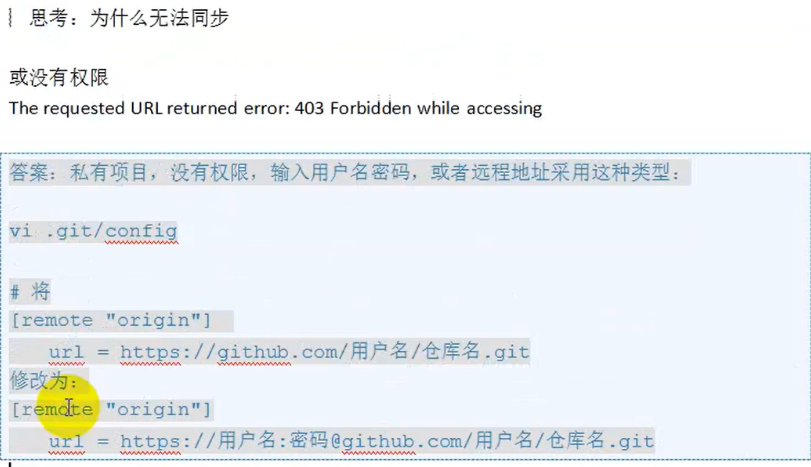 思考：为什么无法同步
或没有权限
The requested URL returned error: 403 Forbidden while accessing
答案：私有项目，没有权限，输入用户名密码，或者远程地址采用这种类型：
vi .git/config
# 将
[remote "origin"]
url = https://github.com/用户名/仓库名.git
修改为：
[remote "origin"]
url = https://用户名:密码@github.com/用户名/仓库名.git